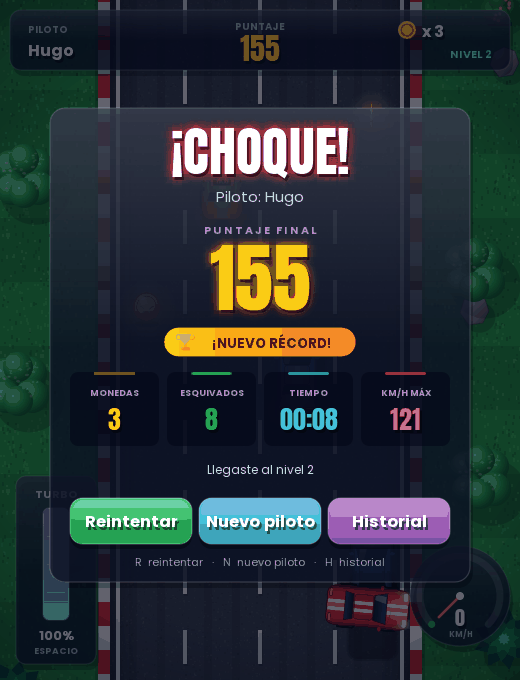 PILOTO
Hugo
PUNTAJE
155
x 3
NIVEL 2
¡CHOQUE!
Piloto: Hugo
PUNTAJE FINAL
155
¡NUEVO RÉCORD!
MONEDAS
3
ESQUIVADOS
8
TIEMPO
00:08
KM/H MÁX
121
Llegaste al nivel 2
Reintentar
Nuevo piloto
Historial
R reintentar · N nuevo piloto · H historial
TURBO
100%
ESPACIO
0
KM/H